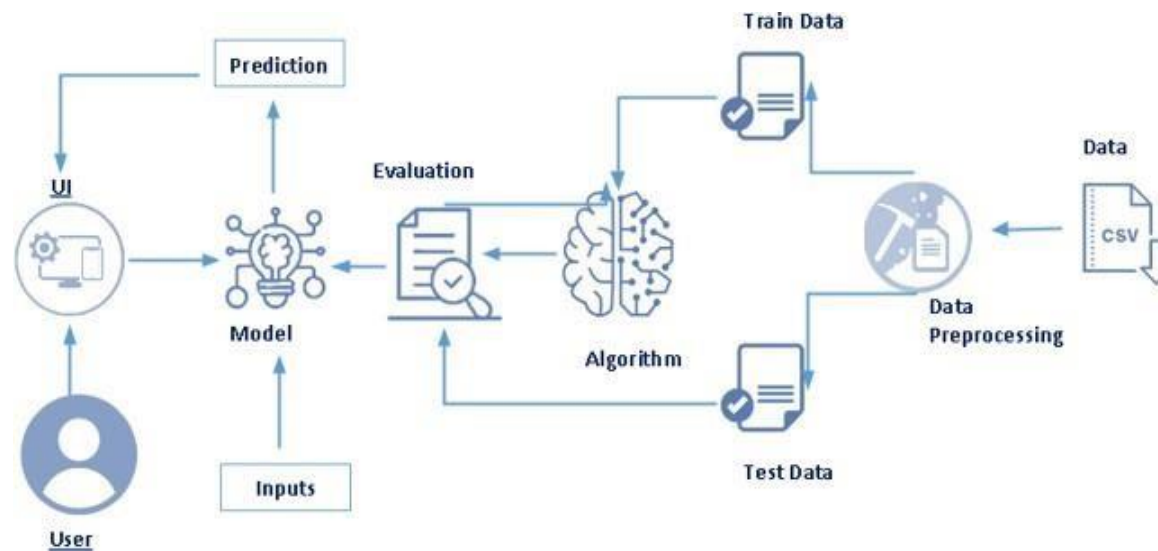 Train Data
Prediction
Data
Evaluation
UI
CSV
Model
Data
Preprocessing
Algorithm
Inputs
Test Data
User